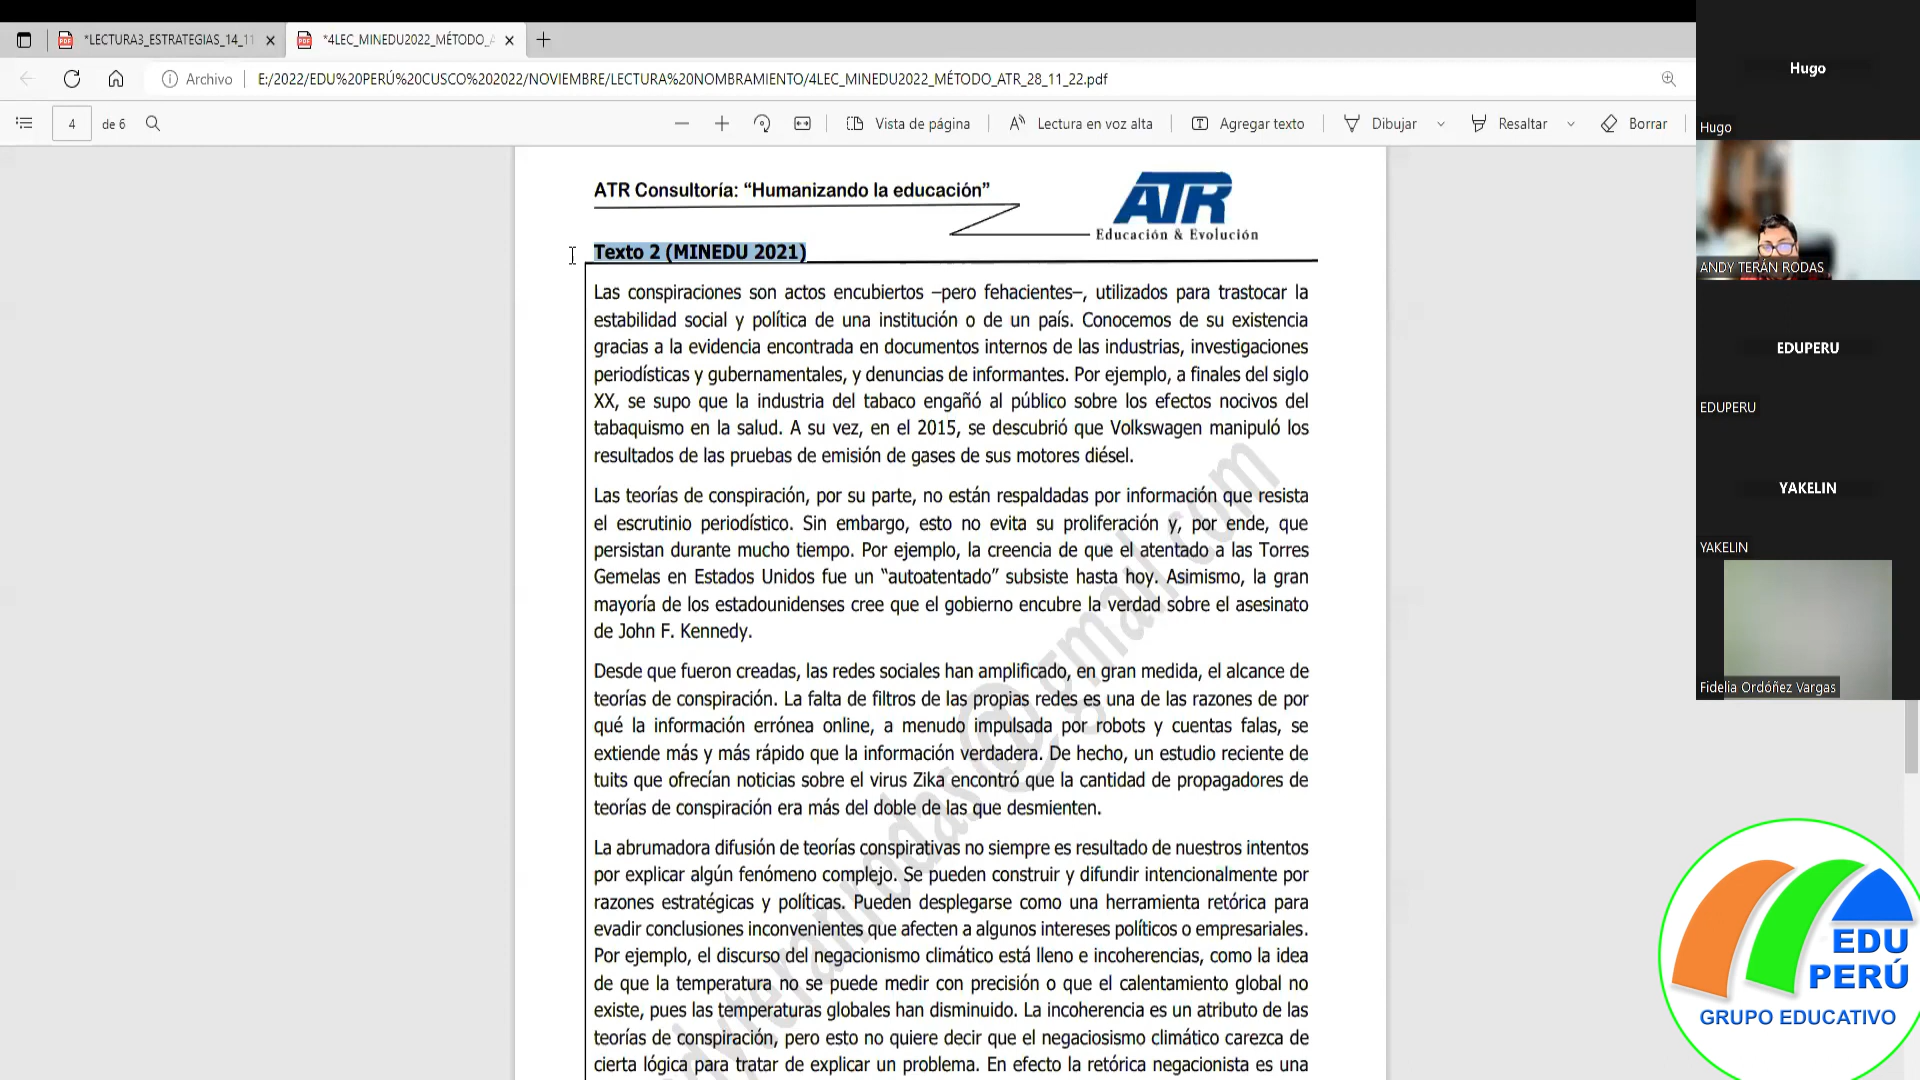 *LECTURA3_ESTRATEGIAS_14_11
*4LEC_MINEDU2022_MÉTODO_A
Archivo
E:/2022/EDU%20PERÚ%20CUSCO%202022/NOVIEMBRE/LECTURA%20NOMBRAMIENTO/4LEC_MINEDU2022_MÉTODO_ATR_28_11_22.pdf
4 de 6
Vista de página
Lectura en voz alta
Agregar texto
Dibujar
Resaltar
Borrar
ATR Consultoría: “Humanizando la educación”
ATR
Educación & Evolución
Texto 2 (MINEDU 2021)
Las conspiraciones son actos encubiertos –pero fehacientes–, utilizados para trastocar la
estabilidad social y política de una institución o de un país. Conocemos de su existencia
gracias a la evidencia encontrada en documentos internos de las industrias, investigaciones
periodísticas y gubernamentales, y denuncias de informantes. Por ejemplo, a finales del siglo
XX, se supo que la industria del tabaco engañó al público sobre los efectos nocivos del
tabaquismo en la salud. A su vez, en el 2015, se descubrió que Volkswagen manipuló los
resultados de las pruebas de emisión de gases de sus motores diésel.
Las teorías de conspiración, por su parte, no están respaldadas por información que resista
el escrutinio periodístico. Sin embargo, esto no evita su proliferación y, por ende, que
persistan durante mucho tiempo. Por ejemplo, la creencia de que el atentado a las Torres
Gemelas en Estados Unidos fue un “autoatentado” subsiste hasta hoy. Asimismo, la gran
mayoría de los estadounidenses cree que el gobierno encubre la verdad sobre el asesinato
de John F. Kennedy.
Desde que fueron creadas, las redes sociales han amplificado, en gran medida, el alcance de
teorías de conspiración. La falta de filtros de las propias redes es una de las razones de por
qué la información errónea online, a menudo impulsada por robots y cuentas falas, se
extiende más y más rápido que la información verdadera. De hecho, un estudio reciente de
tuits que ofrecían noticias sobre el virus Zika encontró que la cantidad de propagadores de
teorías de conspiración era más del doble de las que desmienten.
La abrumadora difusión de teorías conspirativas no siempre es resultado de nuestros intentos
por explicar algún fenómeno complejo. Se pueden construir y difundir intencionalmente por
razones estratégicas y políticas. Pueden desplegarse como una herramienta retórica para
evadir conclusiones inconvenientes que afecten a algunos intereses políticos o empresariales.
Por ejemplo, el discurso del negacionismo climático está lleno e incoherencias, como la idea
de que la temperatura no se puede medir con precisión o que el calentamiento global no
existe, pues las temperaturas globales han disminuido. La incoherencia es un atributo de las
teorías de conspiración, pero esto no quiere decir que el negaciosismo climático carezca de
cierta lógica para tratar de explicar un problema. En efecto la retórica negacionista es una
dyteranrodas@gmail.com
Hugo
Hugo
ANDY TERÁN RODAS
EDUPERU
EDUPERU
YAKELIN
YAKELIN
Fidelia Ordóñez Vargas
EDU
PERÚ
GRUPO EDUCATIVO